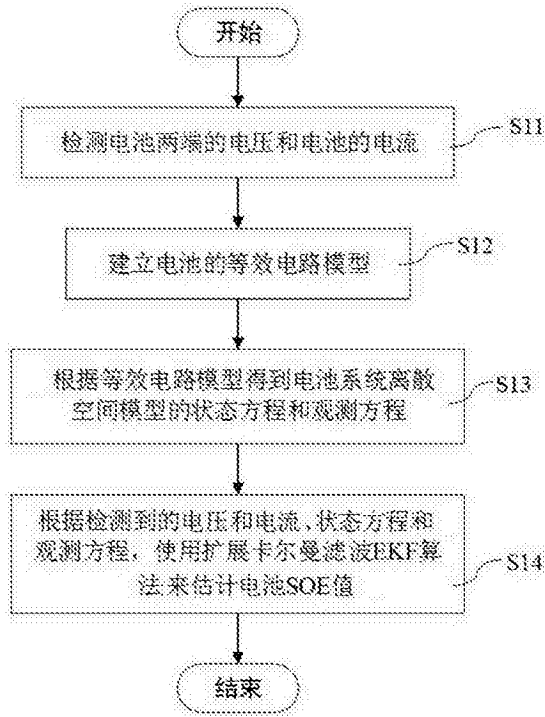 开始
检测电池两端的电压和电池的电流
S11
建立电池的等效电路模型
S12
根据等效电路模型得到电池系统离散
空间模型的状态方程和观测方程
S13
根据检测到的电压和电流、状态方程和
观测方程，使用扩展卡尔曼滤波EKF算
法来估计电池SOE值
S14
结束